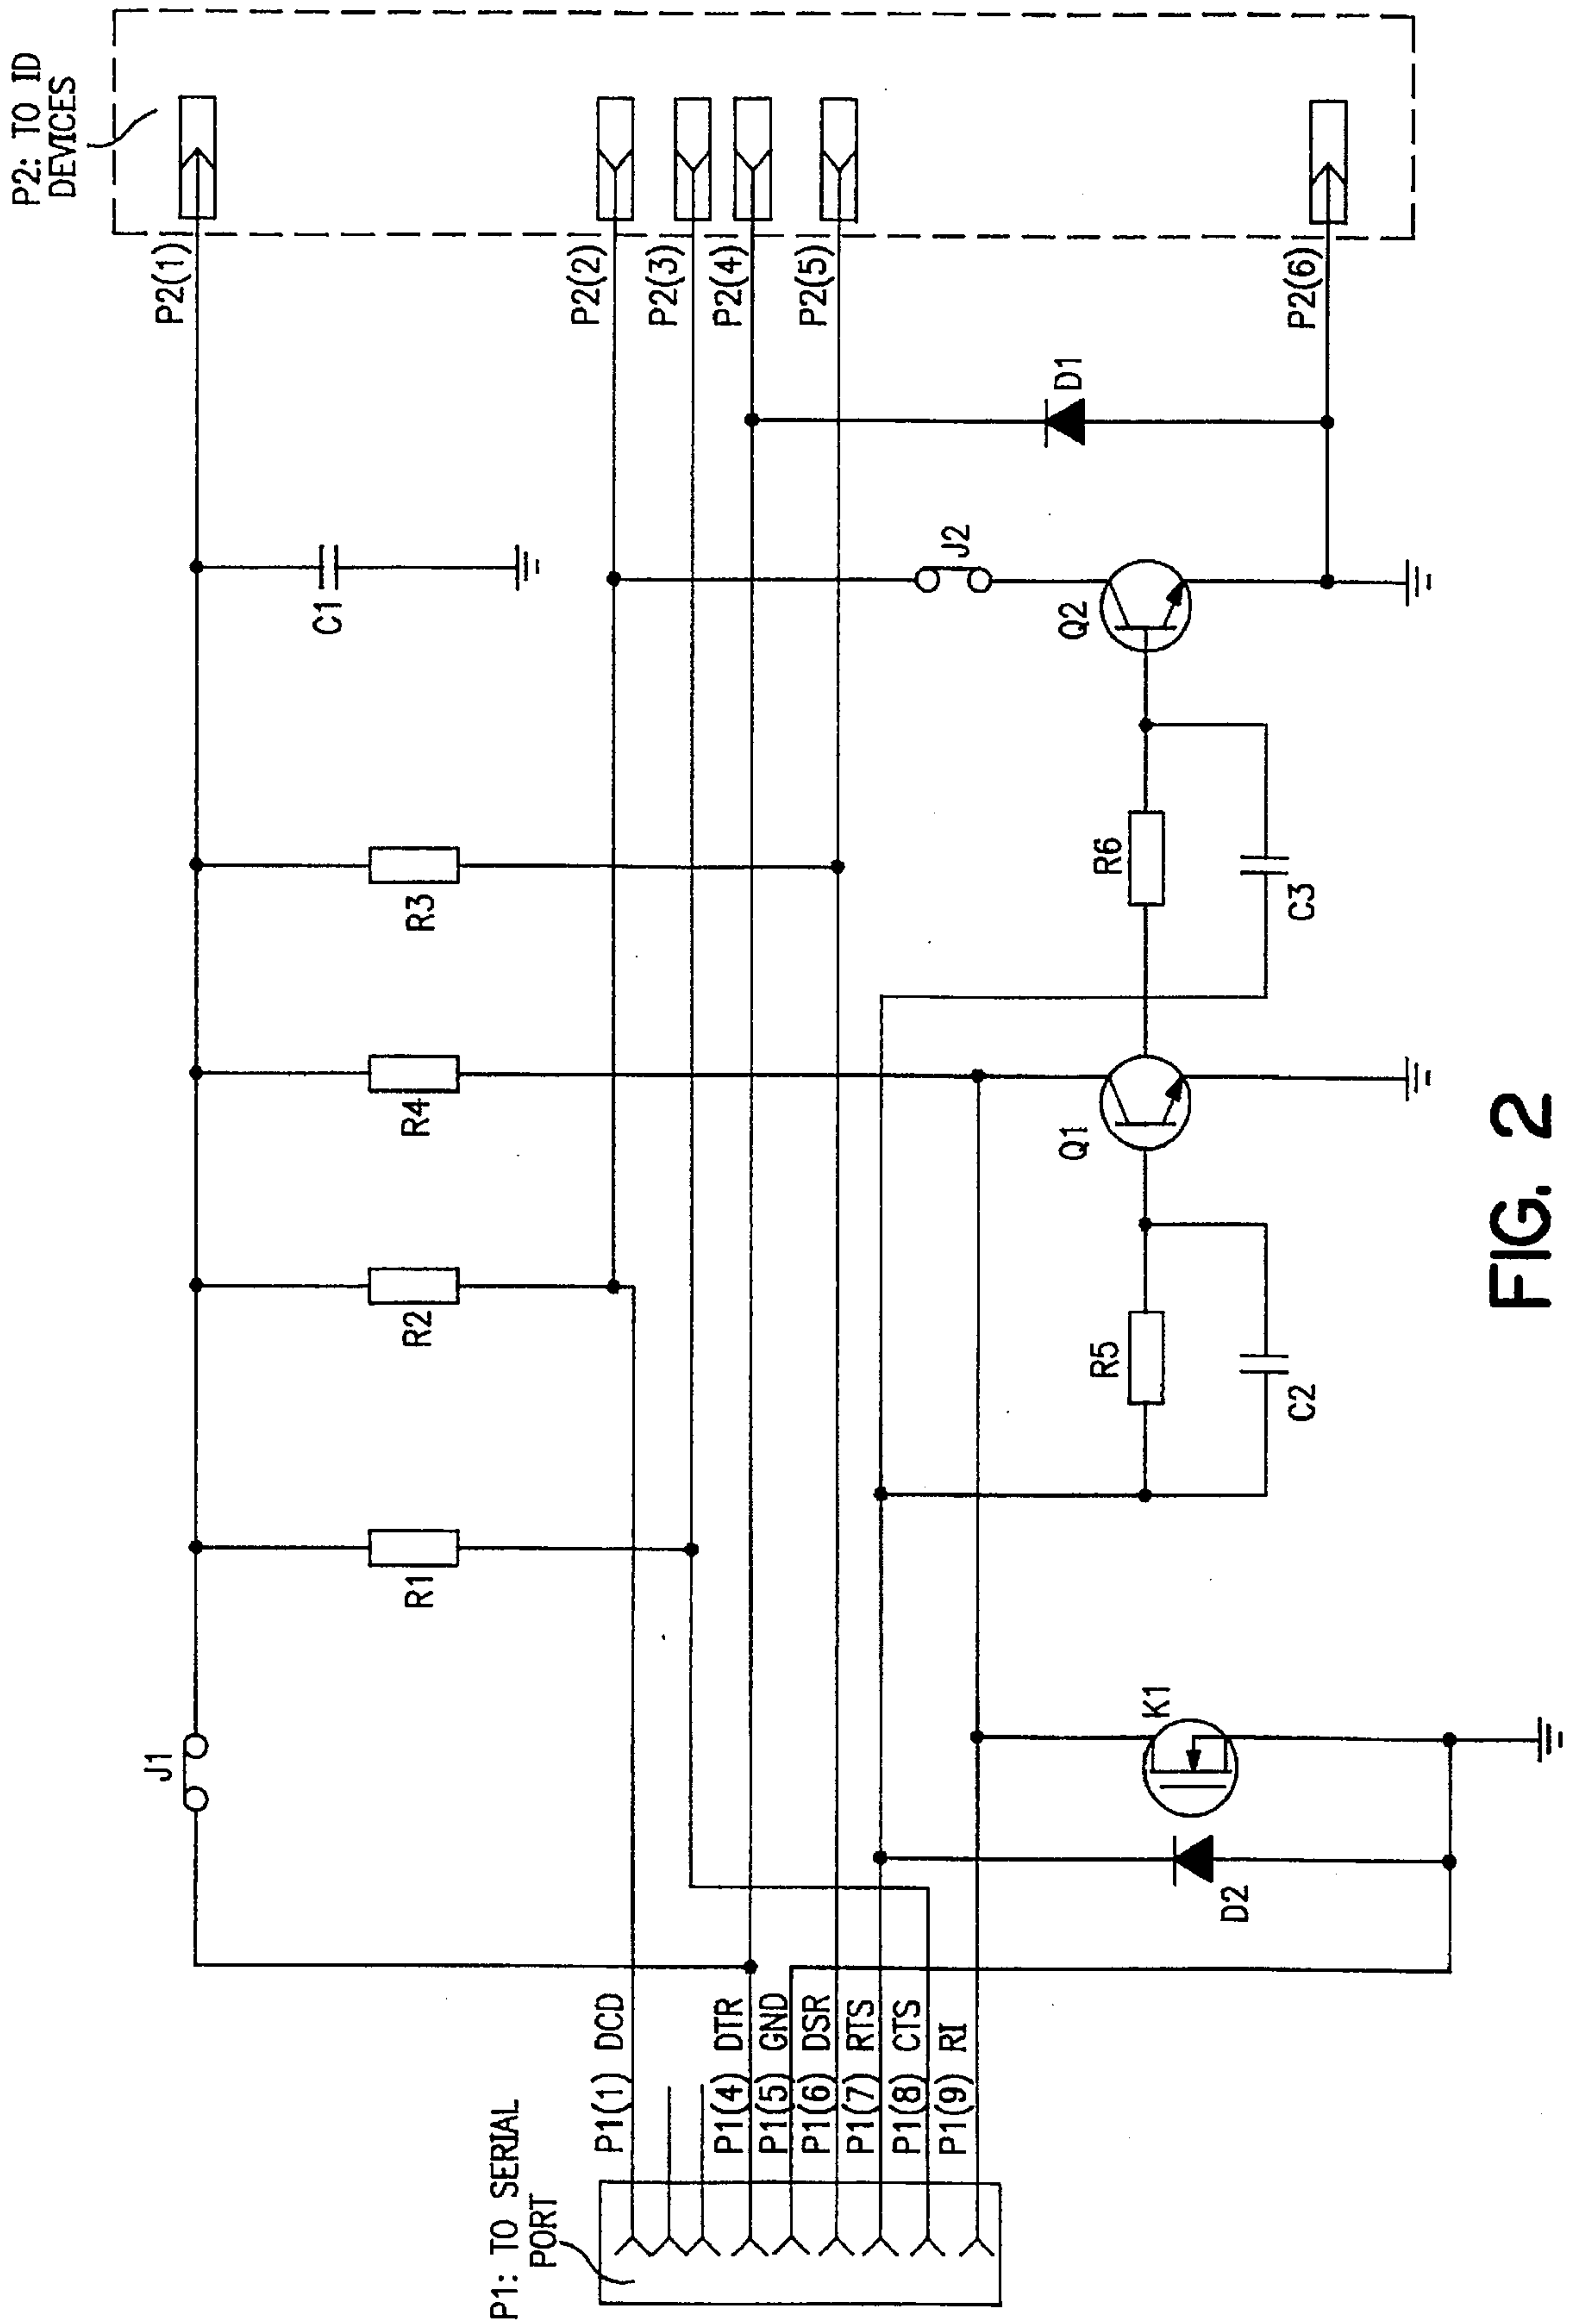 P1: TO SERIAL
PORT
P1(1) DCD
P1(4) DTR
P1(5) GND
P1(6) DSR
P1(7) RTS
P1(8) CTS
P1(9) RI
J1
R1
R2
R4
R3
C1
D2
K1
R5
C2
Q1
R6
C3
Q2
J2
D1
P2: TO ID
DEVICES
P2(1)
P2(2)
P2(3)
P2(4)
P2(5)
P2(6)
FIG. 2